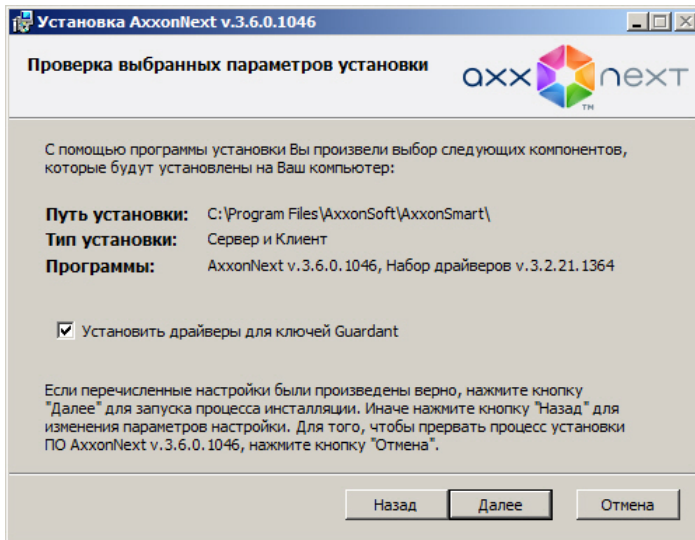 Установка AxxonNext v.3.6.0.1046
Проверка выбранных параметров установки
axx next
TM
С помощью программы установки Вы произвели выбор следующих компонентов,
которые будут установлены на Ваш компьютер:
Путь установки: C:\Program Files\AxxonSoft\AxxonSmart\
Тип установки: Сервер и Клиент
Программы: AxxonNext v.3.6.0.1046, Набор драйверов v.3.2.21.1364
Установить драйверы для ключей Guardant
Если перечисленные настройки были произведены верно, нажмите кнопку
"Далее" для запуска процесса инсталляции. Иначе нажмите кнопку "Назад" для
изменения параметров настройки. Для того, чтобы прервать процесс установки
ПО AxxonNext v.3.6.0.1046, нажмите кнопку "Отмена".
Назад Далее Отмена